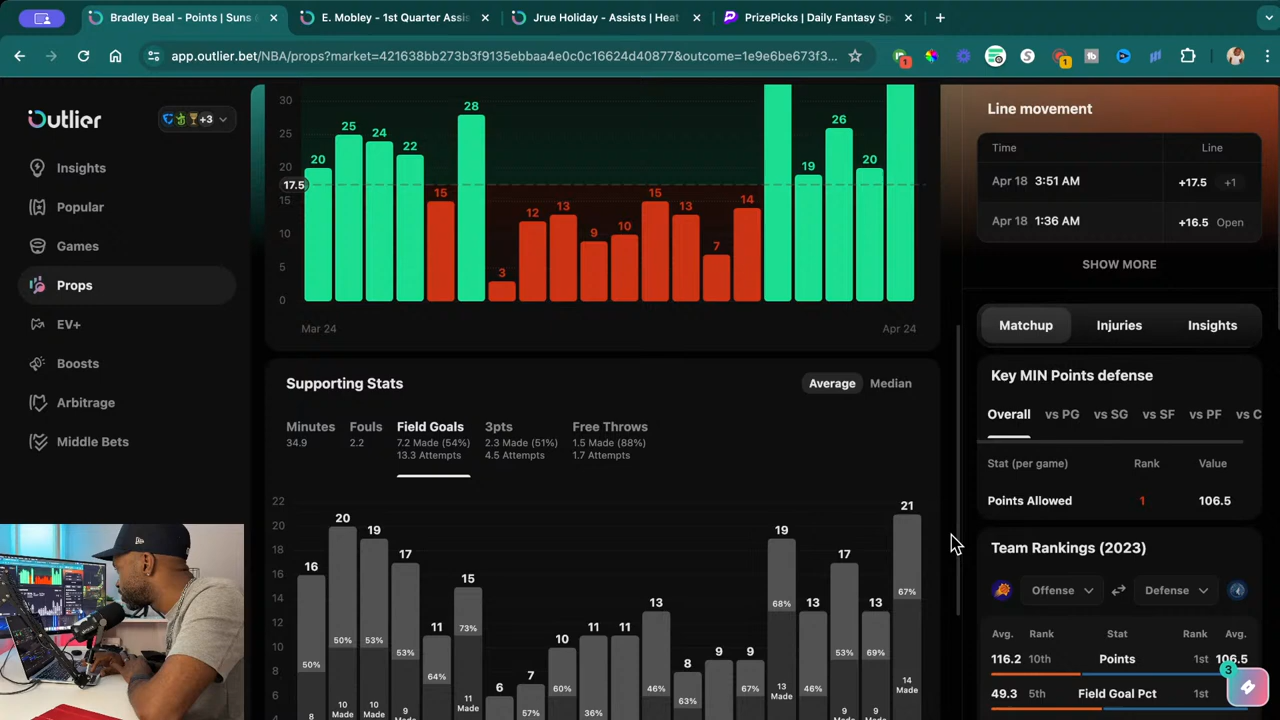 Bradley Beal - Points | Suns &
E. Mobley - 1st Quarter Assis
Jrue Holiday - Assists | Heat
PrizePicks | Daily Fantasy Sp
app.outlier.bet/NBA/props?market=421638bb273b3f9135ebbaa4e0c0c16624d40877&outcome=1e9e6be673f3...
Outlier
+3
Insights
Popular
Games
Props
EV+
Boosts
Arbitrage
Middle Bets
30
25
20
15
10
5
0
17.5
20
25
24
22
15
28
3
12
13
9
10
15
13
7
14
19
26
20
Mar 24
Apr 24
Supporting Stats
Average
Median
Minutes
34.9
Fouls
2.2
Field Goals
7.2 Made (54%)
13.3 Attempts
3pts
2.3 Made (51%)
4.5 Attempts
Free Throws
1.5 Made (88%)
1.7 Attempts
22
20
18
16
14
12
10
8
6
16
20
19
17
11
15
6
7
10
11
11
13
8
9
9
19
13
17
13
21
50%
50%
53%
53%
64%
73%
57%
60%
36%
46%
63%
67%
68%
46%
53%
69%
67%
8
10
Made
10
Made
9
Made
11
Made
13
Made
9
Made
9
Made
14
Made
Line movement
Time
Line
Apr 18 3:51 AM
+17.5 +1
Apr 18 1:36 AM
+16.5 Open
SHOW MORE
Matchup
Injuries
Insights
Key MIN Points defense
Overall
vs PG
vs SG
vs SF
vs PF
vs C
Stat (per game)
Rank
Value
Points Allowed
1
106.5
Team Rankings (2023)
Offense
Defense
Avg.
Rank
Stat
Rank
Avg.
116.2
10th
Points
1st
106.5
49.3
5th
Field Goal Pct
1st
3